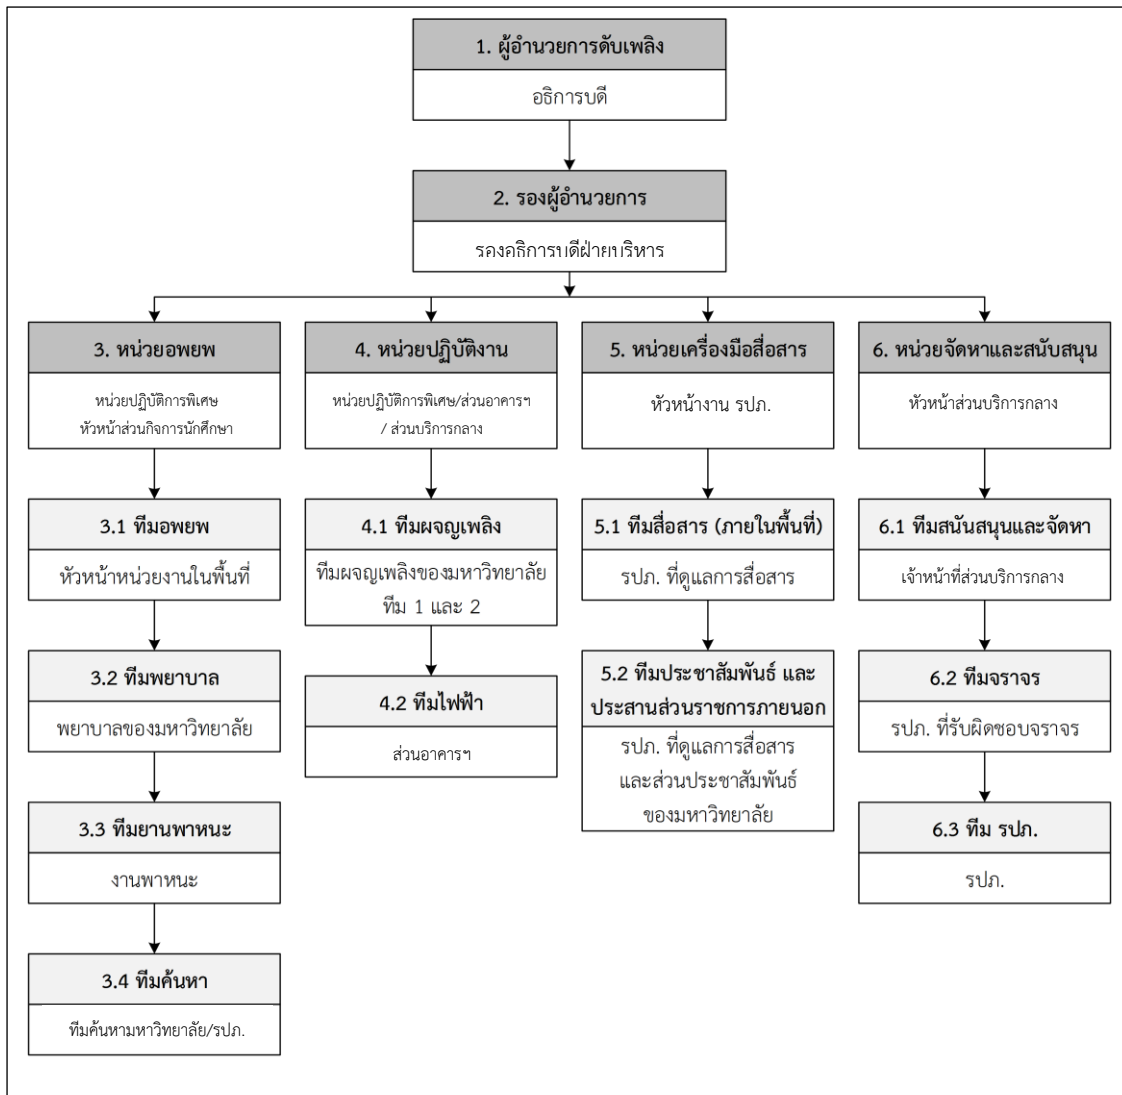 1. ผู้อำนวยการดับเพลิง
อธิการบดี
2. รองผู้อำนวยการ
รองอธิการบดีฝ่ายบริหาร
3. หน่วยอพยพ
หน่วยปฏิบัติการพิเศษ
หัวหน้าส่วนกิจการนักศึกษา
3.1 ทีมอพยพ
หัวหน้าหน่วยงานในพื้นที่
3.2 ทีมพยาบาล
พยาบาลของมหาวิทยาลัย
3.3 ทีมยานพาหนะ
งานพาหนะ
3.4 ทีมค้นหา
ทีมค้นหามหาวิทยาลัย/รปภ.
4. หน่วยปฏิบัติงาน
หน่วยปฏิบัติการพิเศษ/ส่วนอาคารฯ
/ ส่วนบริการกลาง
4.1 ทีมผจญเพลิง
ทีมผจญเพลิงของมหาวิทยาลัย
ทีม 1 และ 2
4.2 ทีมไฟฟ้า
ส่วนอาคารฯ
5. หน่วยเครื่องมือสื่อสาร
หัวหน้างาน รปภ.
5.1 ทีมสื่อสาร (ภายในพื้นที่)
รปภ. ที่ดูแลการสื่อสาร
5.2 ทีมประชาสัมพันธ์ และ
ประสานส่วนราชการภายนอก
รปภ. ที่ดูแลการสื่อสาร
และส่วนประชาสัมพันธ์
ของมหาวิทยาลัย
6. หน่วยจัดหาและสนับสนุน
หัวหน้าส่วนบริการกลาง
6.1 ทีมสนันสนุนและจัดหา
เจ้าหน้าที่ส่วนบริการกลาง
6.2 ทีมจราจร
รปภ. ที่รับผิดชอบจราจร
6.3 ทีม รปภ.
รปภ.